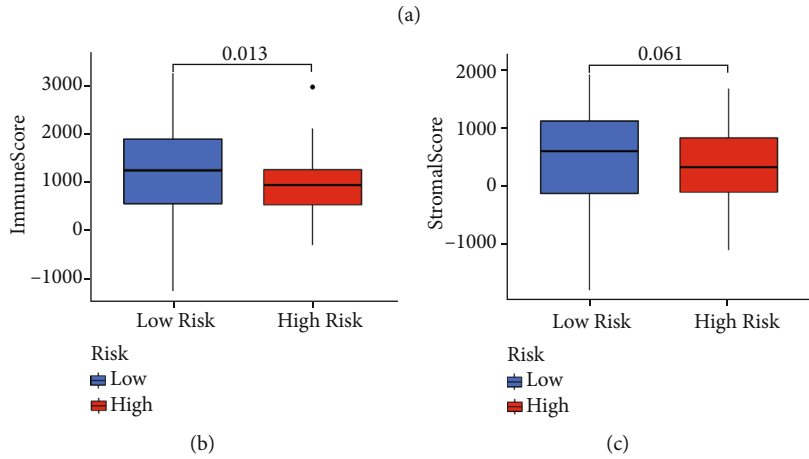 (a)
0.013
ImmuneScore
3000
2000
1000
0
−1000
Low Risk High Risk
Risk
Low
High
(b)
0.061
StromalScore
2000
1000
0
−1000
Low Risk High Risk
Risk
Low
High
(c)